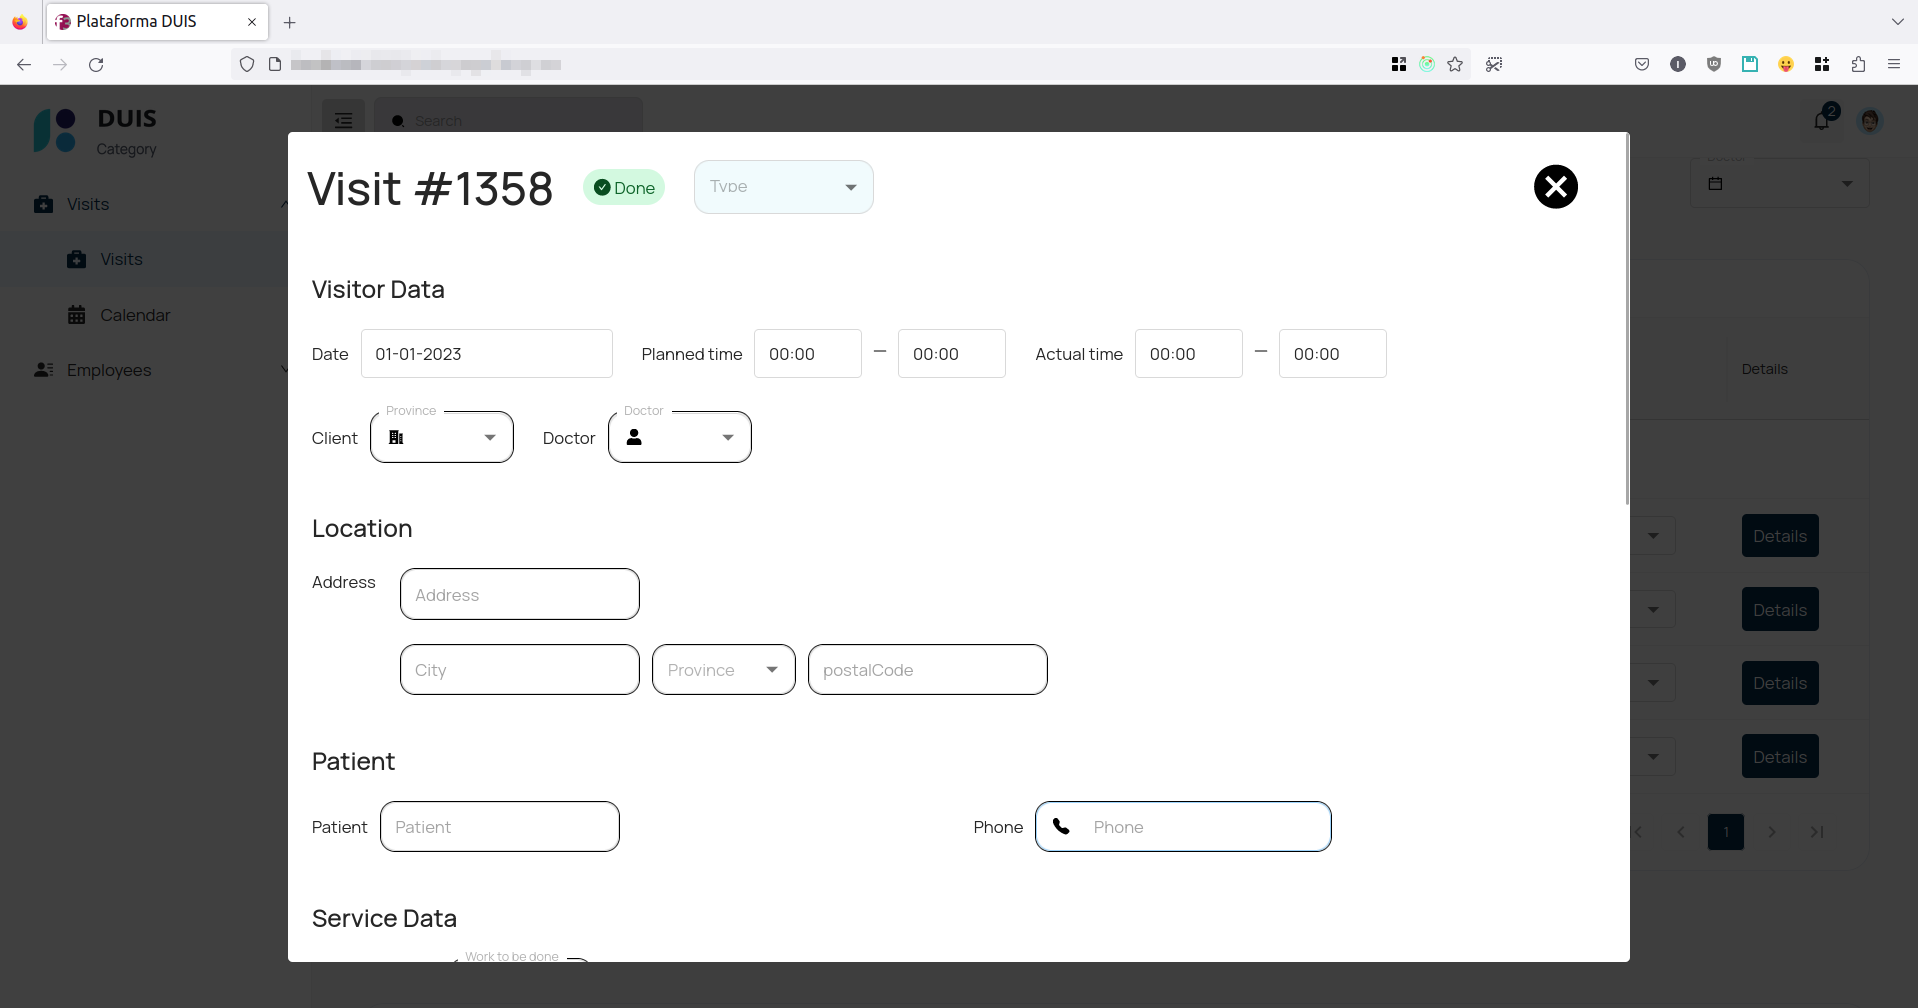 Plataforma DUIS
DUIS
Category
Search
2
Visits
Visits
Calendar
Employees
Visit #1358
Done
Type
Visitor Data
Date 01-01-2023 Planned time 00:00 — 00:00 Actual time 00:00 — 00:00
Province
Client
Doctor
Doctor
Location
Address Address
City Province postalCode
Patient
Patient Patient Phone Phone
Service Data
Work to be done
Doctor
Details
Details
Details
Details
Details
1